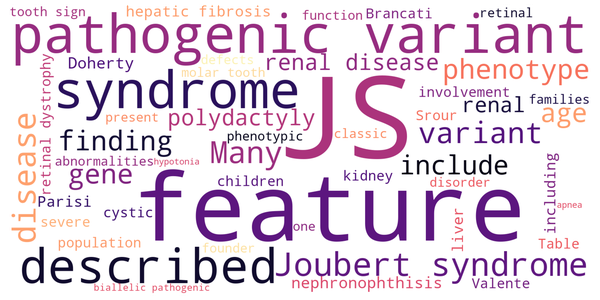 tooth sign
hepatic fibrosis
function
Brancati
retinal
pathogenic variant
Doherty
defects
molar tooth
renal disease
involvement
families
phenotype
syndrome
JS
retinal dystrophy
present
polydactyly
phenotypic
classic
Srour
age
renal
disease
finding
Many
variant
abnormalities
hypotonia
gene
children
kidney
include
disorder
including
Parisi
cystic
feature
severe
one
liver
apnea
population
founder
Table
described
Joubert syndrome
biallelic pathogenic
nephronophthisis
Valente